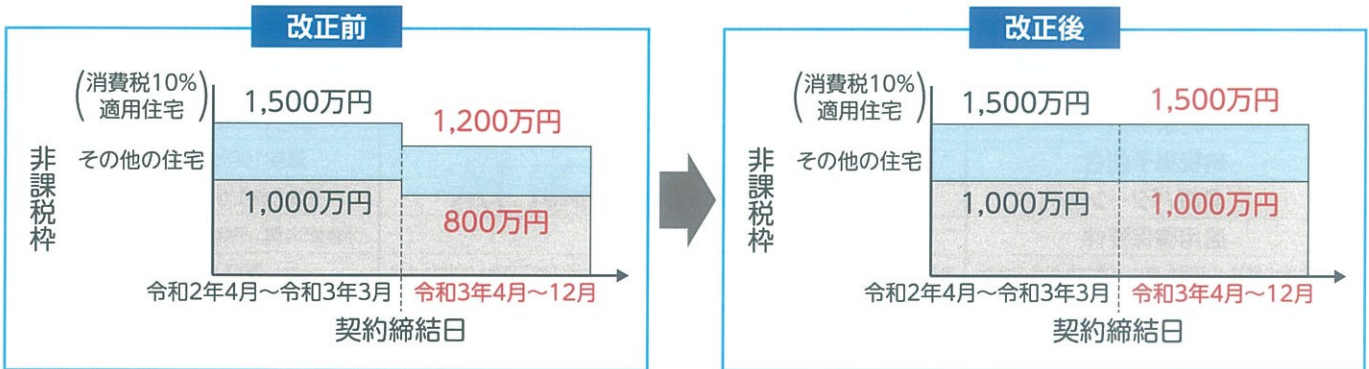 改正前
(消費税10%
適用住宅)
1,500万円
1,200万円
その他の住宅
非課税枠
1,000万円
800万円
令和2年4月~令和3年3月
令和3年4月~12月
契約締結日
改正後
(消費税10%
適用住宅)
1,500万円
1,500万円
その他の住宅
非課税枠
1,000万円
1,000万円
令和2年4月~令和3年3月
令和3年4月~12月
契約締結日